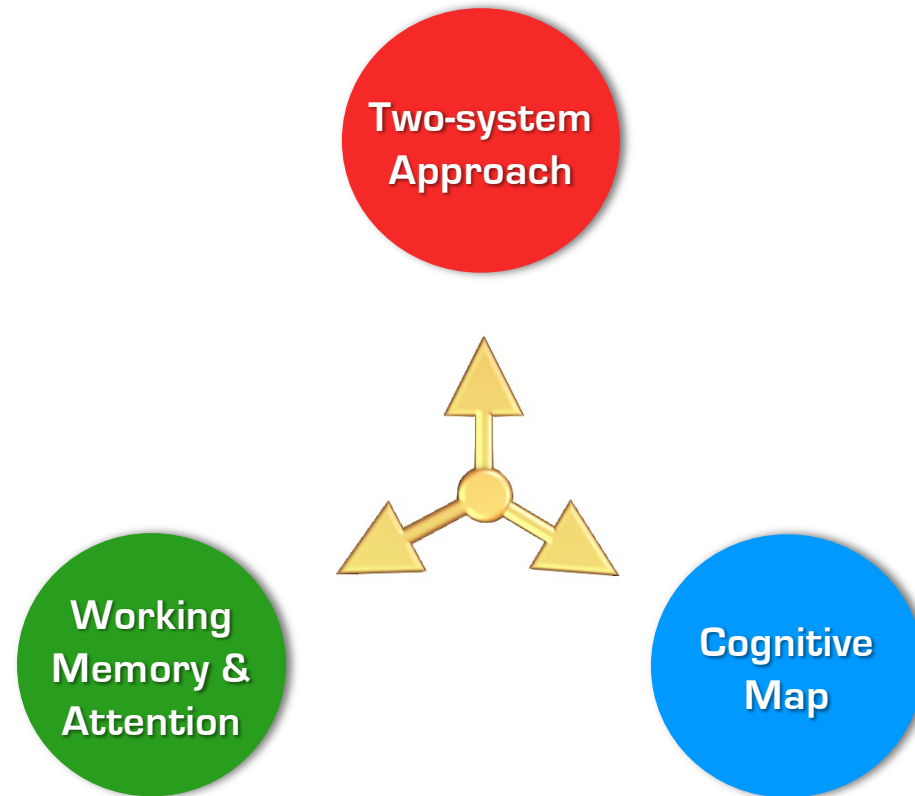 Two-system
Approach
Working
Memory &
Attention
Cognitive
Map